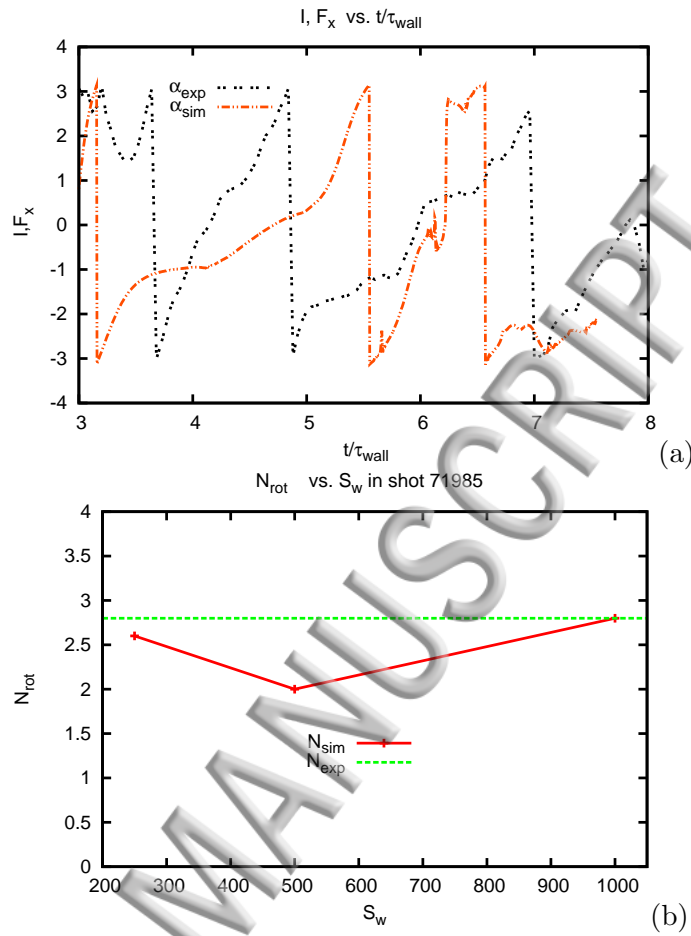 I, F_x vs. t/τ_wall
4
3
2
1
0
-1
-2
-3
-4
I,F_x
α_exp
α_sim
3 4 5 6 7 8
t/τ_wall
(a)
N_rot vs. S_w in shot 71985
4
3.5
3
2.5
2
1.5
1
0.5
0
N_rot
N_sim
N_exp
200 300 400 500 600 700 800 900 1000
S_w
(b)
MANUSCRIPT